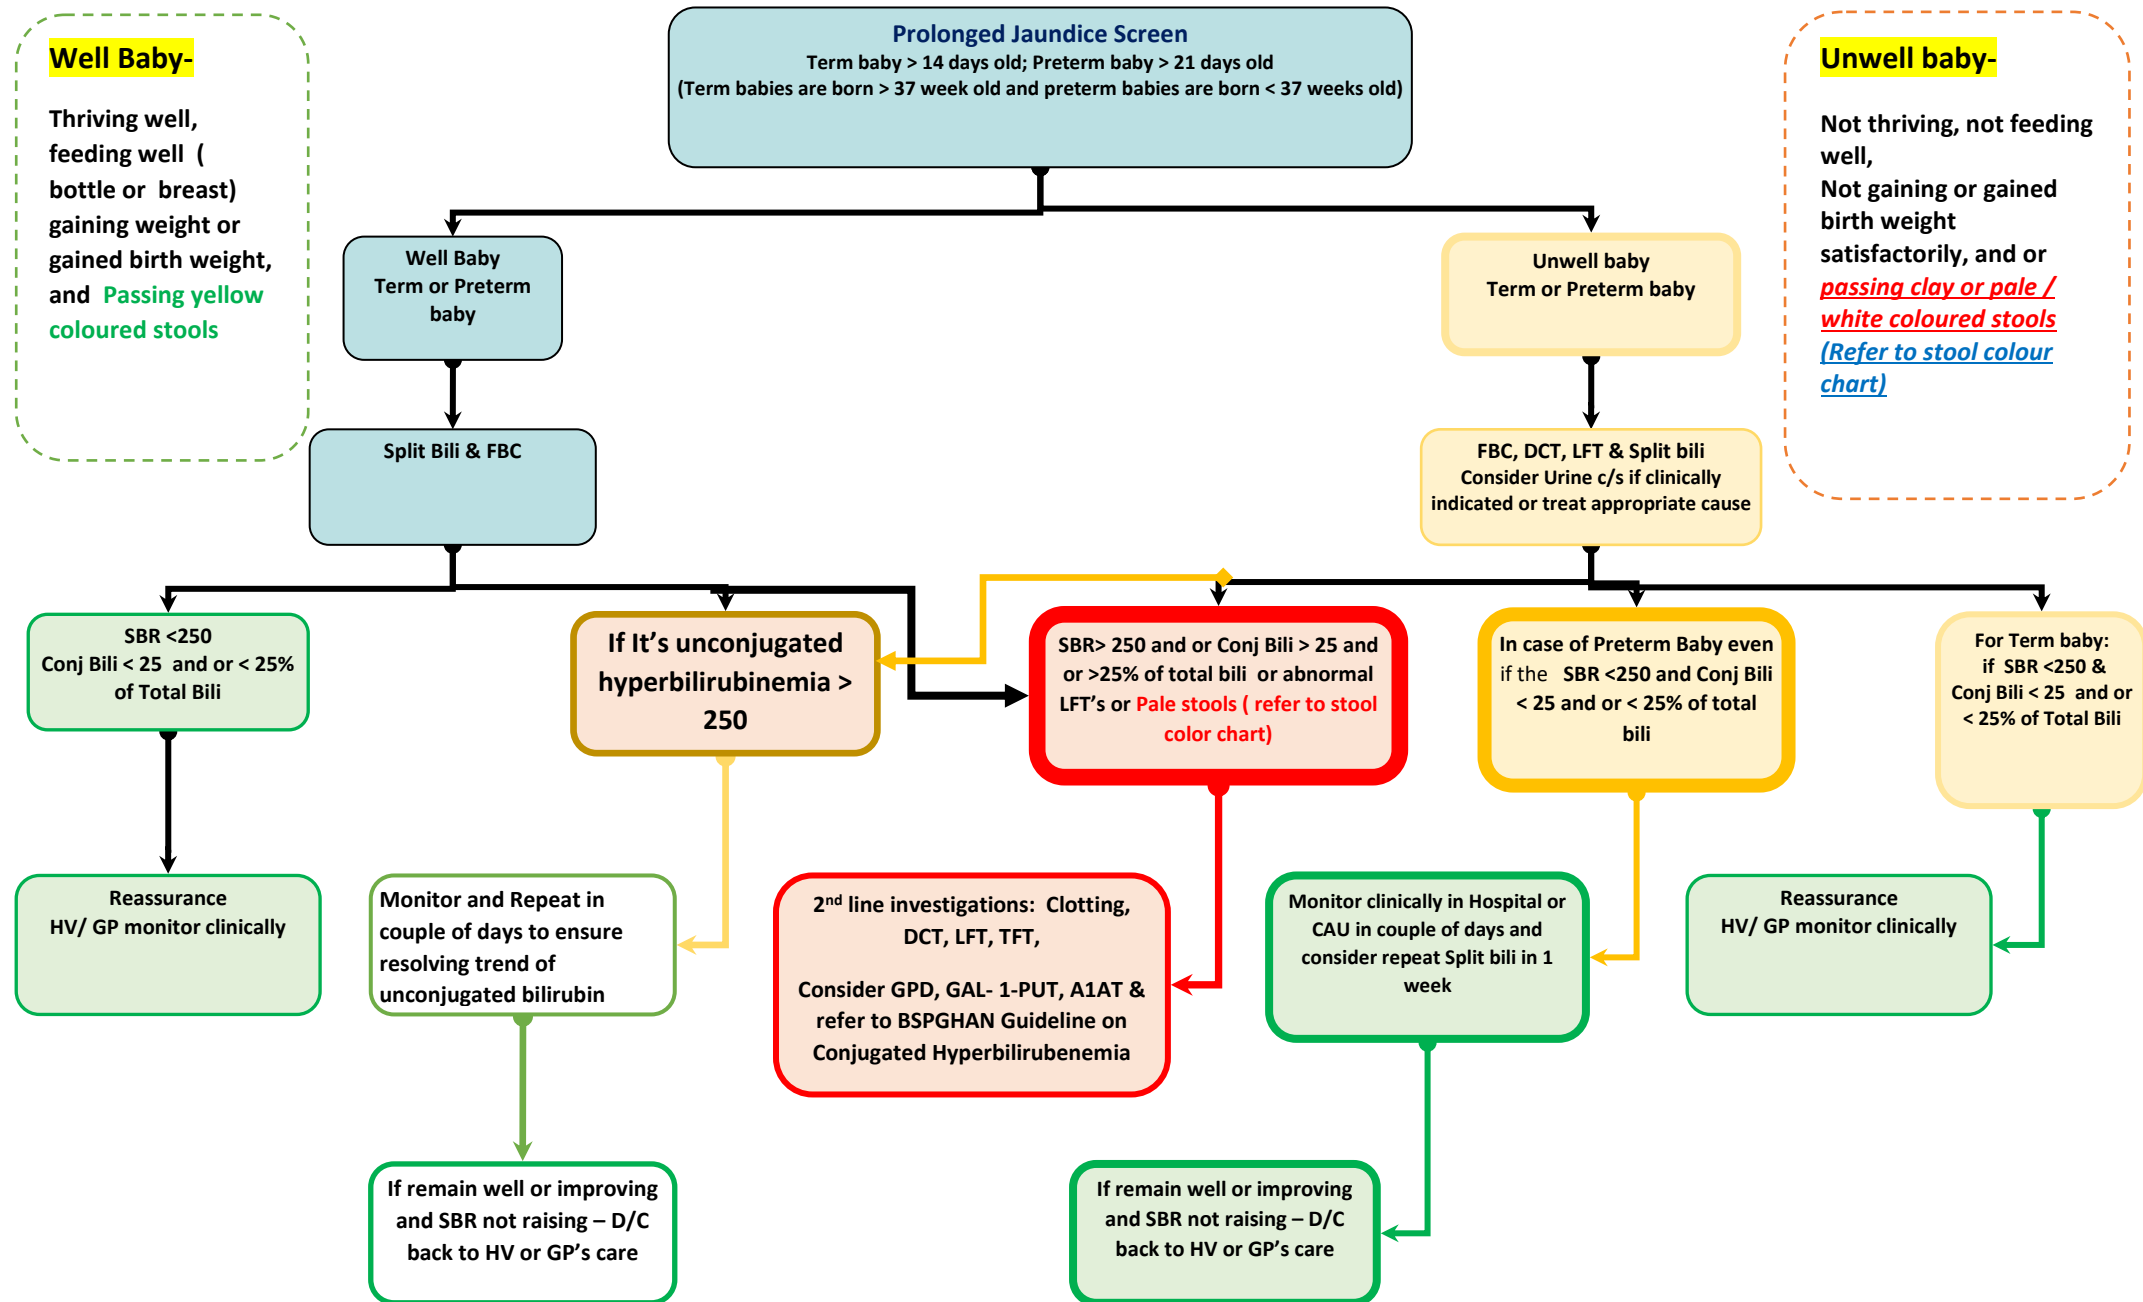 Well Baby-
Thriving well,
feeding well (
bottle or breast)
gaining weight or
gained birth weight,
and Passing yellow
coloured stools
Prolonged Jaundice Screen
Term baby > 14 days old; Preterm baby > 21 days old
(Term babies are born > 37 week old and preterm babies are born < 37 weeks old)
Unwell baby-
Not thriving, not feeding
well,
Not gaining or gained
birth weight
satisfactorily, and or
passing clay or pale /
white coloured stools
(Refer to stool colour
chart)
Well Baby
Term or Preterm
baby
Unwell baby
Term or Preterm baby
Split Bili & FBC
FBC, DCT, LFT & Split bili
Consider Urine c/s if clinically
indicated or treat appropriate cause
SBR <250
Conj Bili < 25 and or < 25%
of Total Bili
If It’s unconjugated
hyperbilirubinemia >
250
SBR> 250 and or Conj Bili > 25 and
or >25% of total bili or abnormal
LFT’s or Pale stools ( refer to stool
color chart)
In case of Preterm Baby even
if the SBR <250 and Conj Bili
< 25 and or < 25% of total
bili
For Term baby:
if SBR <250 &
Conj Bili < 25 and or
< 25% of Total Bili
Reassurance
HV/ GP monitor clinically
Monitor and Repeat in
couple of days to ensure
resolving trend of
unconjugated bilirubin
2nd line investigations: Clotting,
DCT, LFT, TFT,
Consider GPD, GAL- 1-PUT, A1AT &
refer to BSPGHAN Guideline on
Conjugated Hyperbilirubenemia
Monitor clinically in Hospital or
CAU in couple of days and
consider repeat Split bili in 1
week
Reassurance
HV/ GP monitor clinically
If remain well or improving
and SBR not raising – D/C
back to HV or GP’s care
If remain well or improving
and SBR not raising – D/C
back to HV or GP’s care